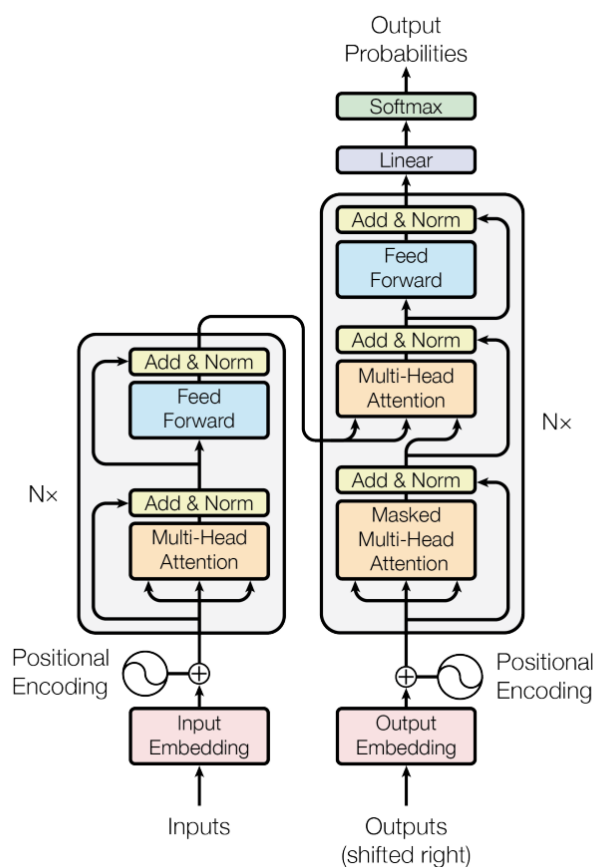 Output
Probabilities
Softmax
Linear
Add & Norm
Feed
Forward
Add & Norm
Multi-Head
Attention
Add & Norm
Masked
Multi-Head
Attention
N×
Add & Norm
Feed
Forward
Add & Norm
Multi-Head
Attention
N×
Positional
Encoding
Positional
Encoding
Input
Embedding
Output
Embedding
Inputs
Outputs
(shifted right)